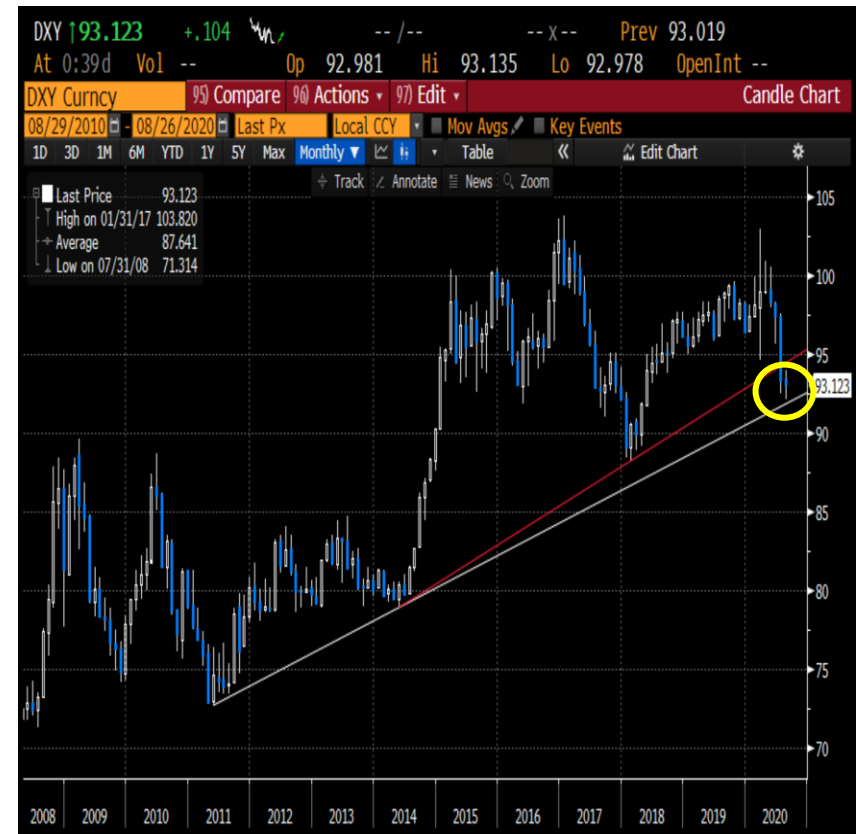 DXY ↑93.123 +.104 -- /-- -- x -- Prev 93.019
At 0:39d Vol -- Op 92.981 Hi 93.135 Lo 92.978 OpenInt --
DXY Curncy 95) Compare 96) Actions 97) Edit Candle Chart
08/29/2010 - 08/26/2020 Last Px Local CCY Mov Avgs Key Events
1D 3D 1M 6M YTD 1Y 5Y Max Monthly ▼ Table « Edit Chart
Track Annotate News Zoom
Last Price 93.123
High on 01/31/17 103.820
Average 87.641
Low on 07/31/08 71.314
105
100
95
93.123
90
85
80
75
70
2008 2009 2010 2011 2012 2013 2014 2015 2016 2017 2018 2019 2020